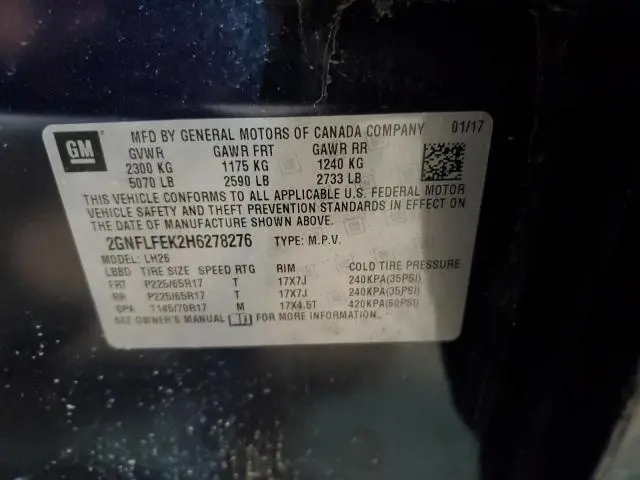 GM
MFD BY GENERAL MOTORS OF CANADA COMPANY 01/17
GVWR GAWR FRT GAWR RR
2300 KG 1175 KG 1240 KG
5070 LB 2590 LB 2733 LB
THIS VEHICLE CONFORMS TO ALL APPLICABLE U.S. FEDERAL MOTOR
VEHICLE SAFETY AND THEFT PREVENTION STANDARDS IN EFFECT ON
THE DATE OF MANUFACTURE SHOWN ABOVE.
2GNFLFEK2H6278276 TYPE: M.P.V.
MODEL: LH26
LBBD TIRE SIZE SPEED RTG RIM COLD TIRE PRESSURE
FRT P225/65R17 T 17X7J 240KPA(35PSI)
RR P225/65R17 T 17X7J 240KPA(35PSI)
SPA T145/70R17 M 17X4.5T 420KPA(60PSI)
SEE OWNER'S MANUAL FOR MORE INFORMATION.